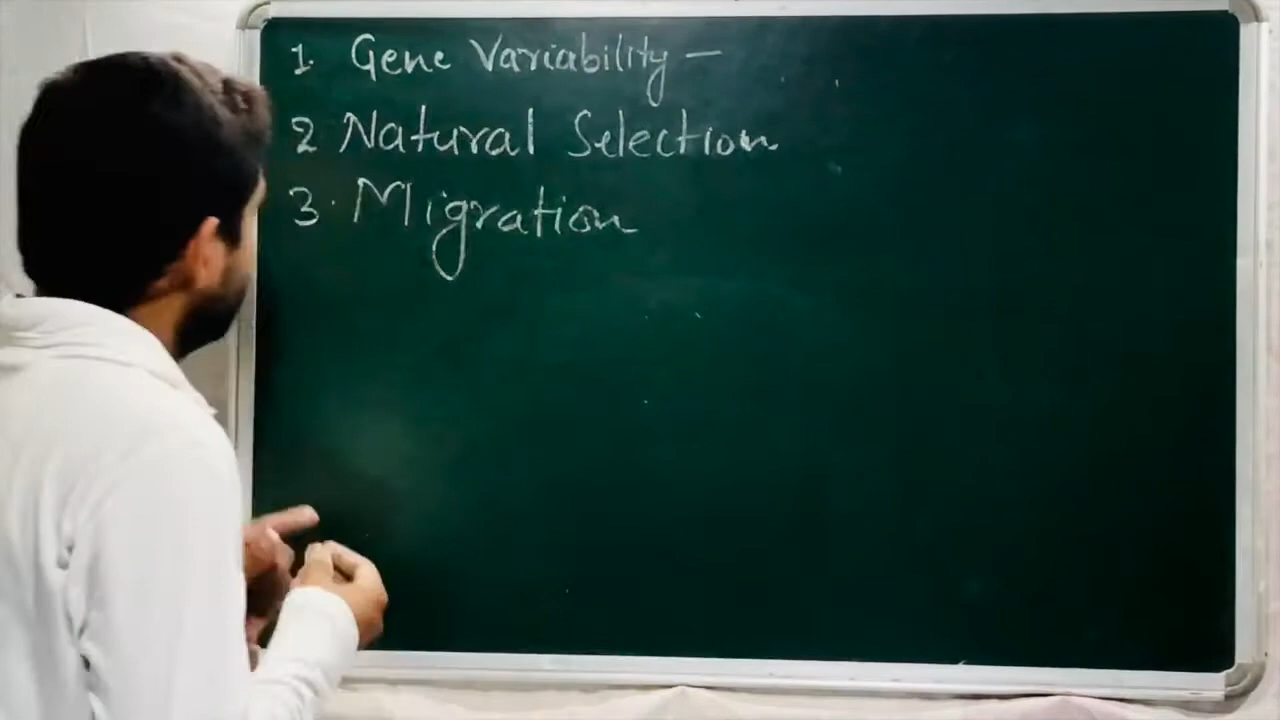 1. Gene Variability –
2 Natural Selection
3. Migration